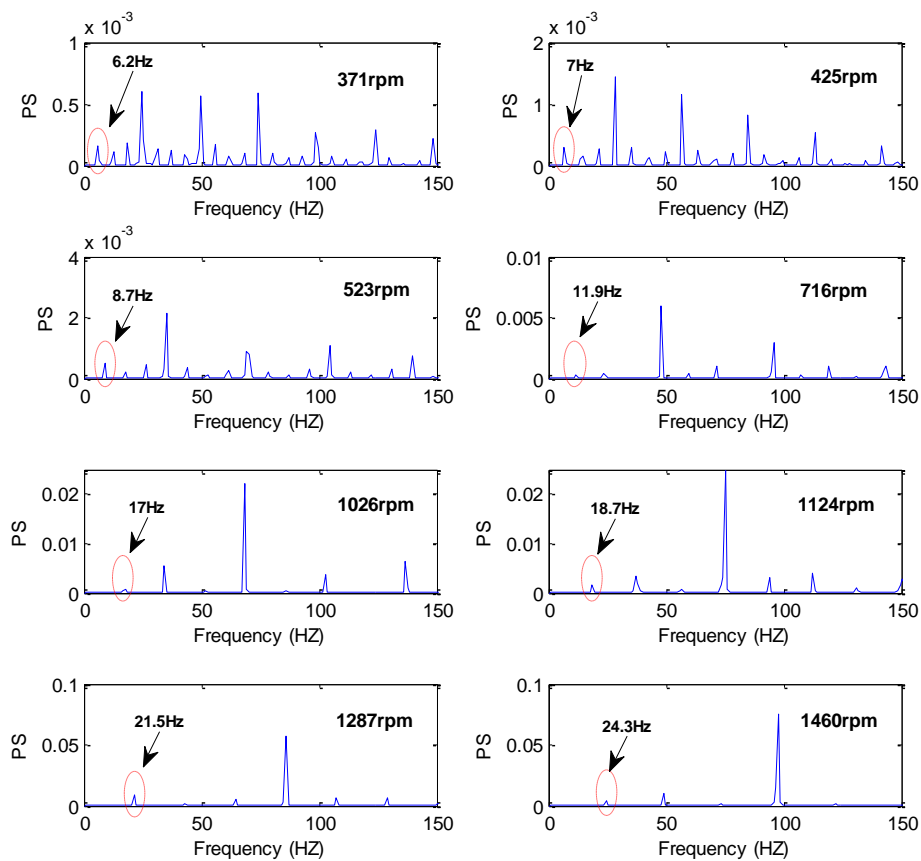 x 10⁻³
1
0.5
0
PS
6.2Hz
371rpm
0 50 100 150
Frequency (HZ)
x 10⁻³
2
1
0
PS
7Hz
425rpm
0 50 100 150
Frequency (HZ)
x 10⁻³
4
2
0
PS
8.7Hz
523rpm
0 50 100 150
Frequency (HZ)
0.01
0.005
0
PS
11.9Hz
716rpm
0 50 100 150
Frequency (HZ)
0.02
0.01
0
PS
17Hz
1026rpm
0 50 100 150
Frequency (HZ)
0.02
0.01
0
PS
18.7Hz
1124rpm
0 50 100 150
Frequency (HZ)
0.1
0.05
0
PS
21.5Hz
1287rpm
0 50 100 150
Frequency (HZ)
0.1
0.05
0
PS
24.3Hz
1460rpm
0 50 100 150
Frequency (HZ)